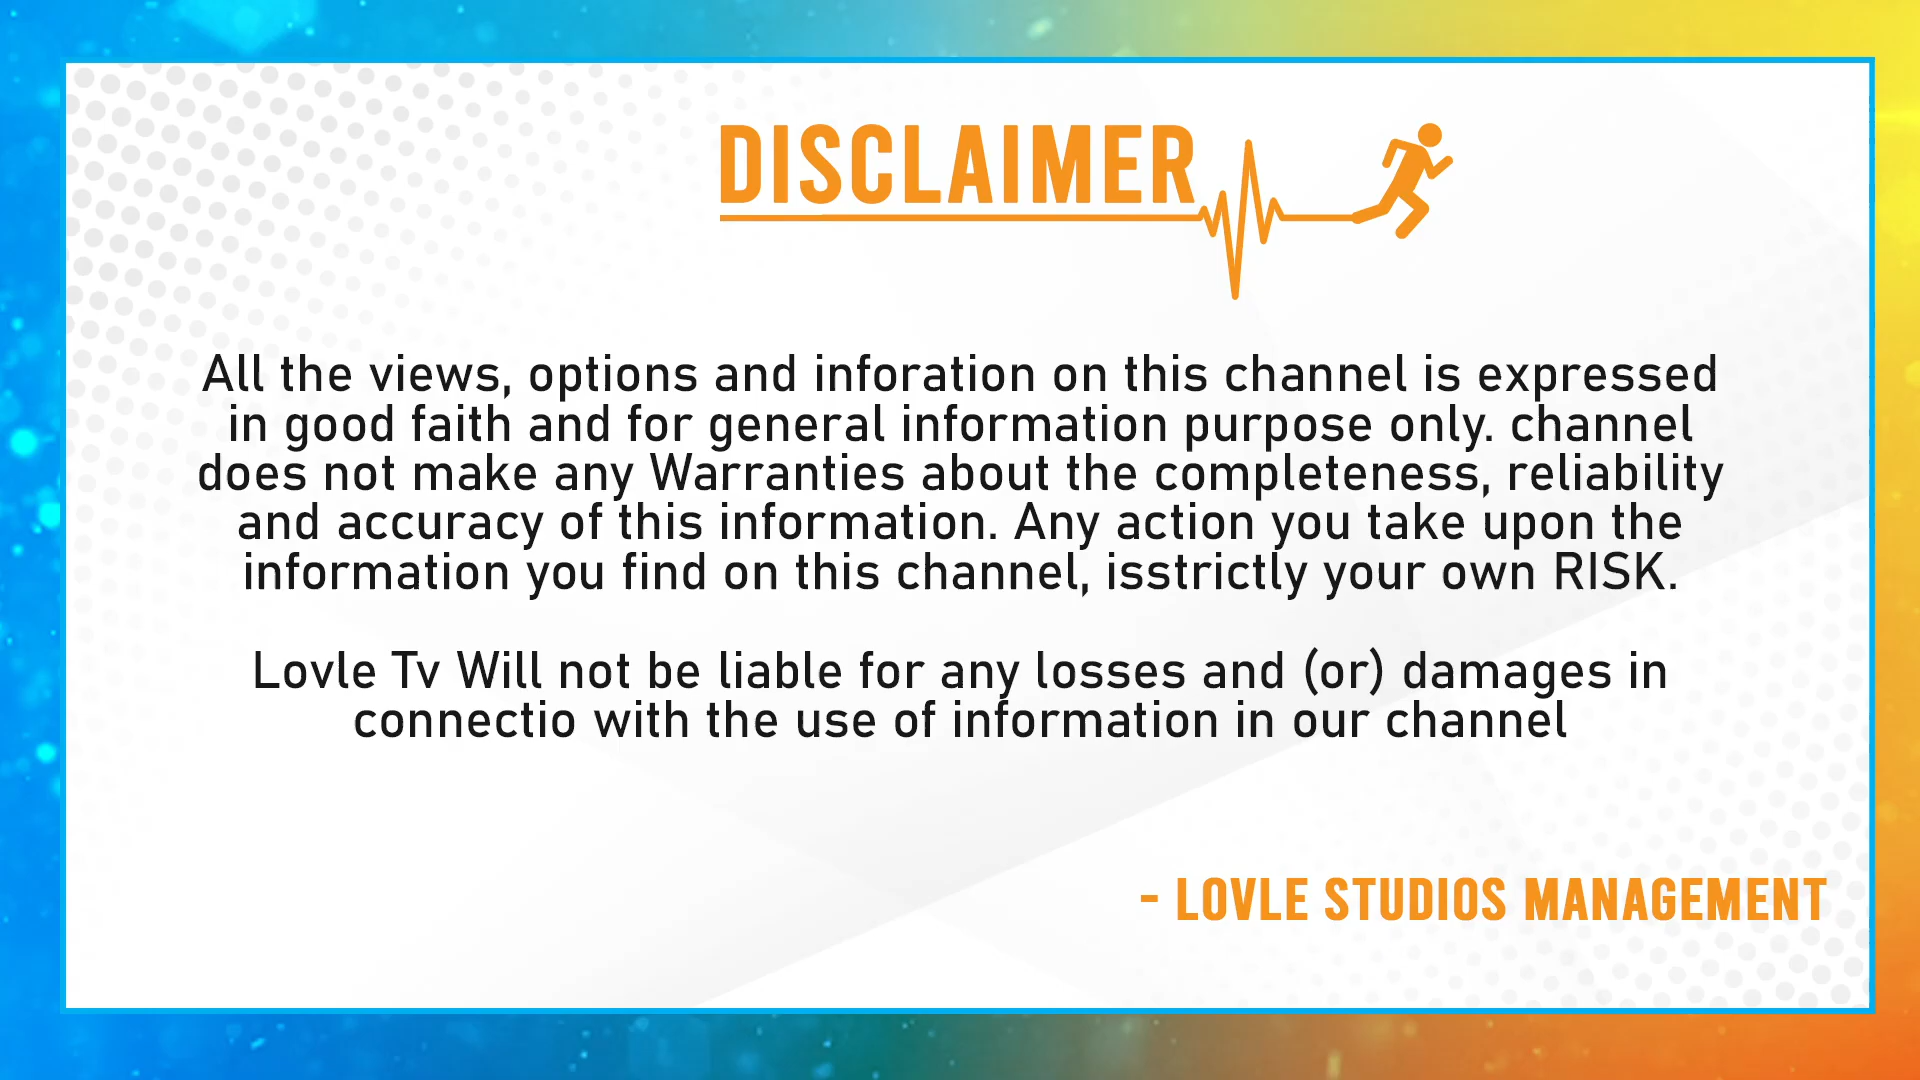 DISCLAIMER
All the views, options and inforation on this channel is expressed
in good faith and for general information purpose only. channel
does not make any Warranties about the completeness, reliability
and accuracy of this information. Any action you take upon the
information you find on this channel, isstrictly your own RISK.
Lovle Tv Will not be liable for any losses and (or) damages in
connectio with the use of information in our channel
- LOVLE STUDIOS MANAGEMENT